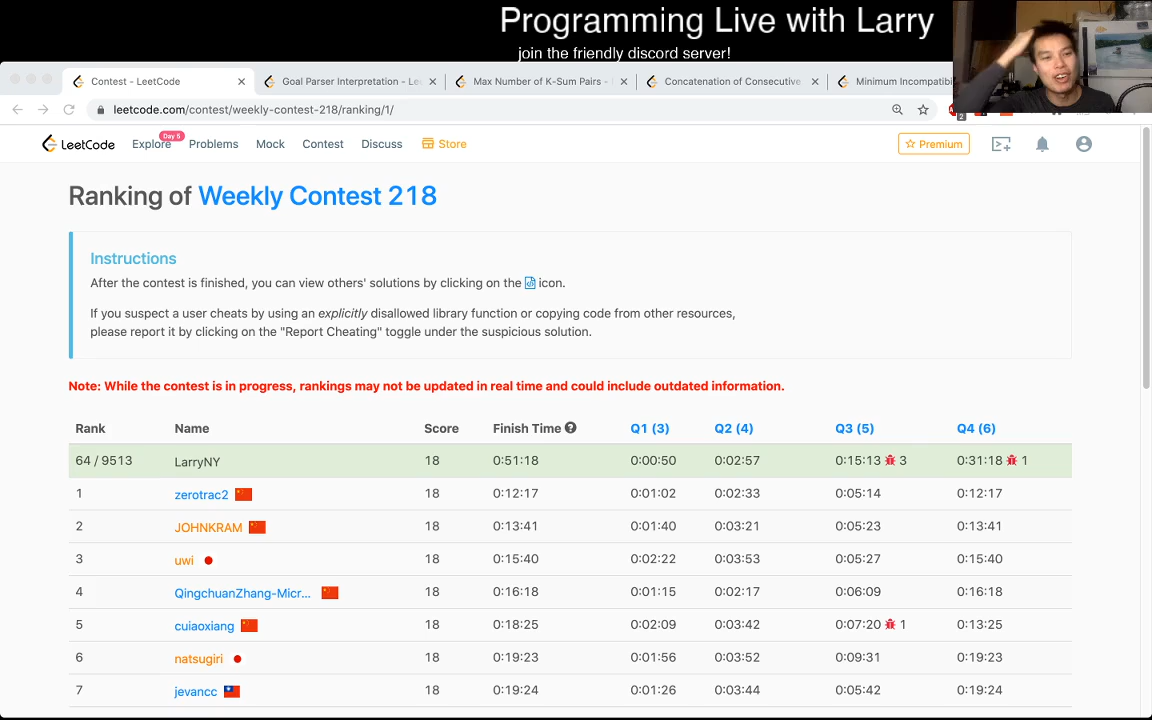 Programming Live with Larry
join the friendly discord server!
Contest - LeetCode
Goal Parser Interpretation - Le
Max Number of K-Sum Pairs -
Concatenation of Consecutive
Minimum Incompatibi
leetcode.com/contest/weekly-contest-218/ranking/1/
2
LeetCode Explore Day 5 Problems Mock Contest Discuss Store Premium
Ranking of Weekly Contest 218
Instructions
After the contest is finished, you can view others' solutions by clicking on the icon.
If you suspect a user cheats by using an explicitly disallowed library function or copying code from other resources,
please report it by clicking on the "Report Cheating" toggle under the suspicious solution.
Note: While the contest is in progress, rankings may not be updated in real time and could include outdated information.
Rank Name Score Finish Time ? Q1 (3) Q2 (4) Q3 (5) Q4 (6)
64 / 9513 LarryNY 18 0:51:18 0:00:50 0:02:57 0:15:13 3 0:31:18 1
1 zerotrac2 18 0:12:17 0:01:02 0:02:33 0:05:14 0:12:17
2 JOHNKRAM 18 0:13:41 0:01:40 0:03:21 0:05:23 0:13:41
3 uwi 18 0:15:40 0:02:22 0:03:53 0:05:27 0:15:40
4 QingchuanZhang-Micr... 18 0:16:18 0:01:15 0:02:17 0:06:09 0:16:18
5 cuiaoxiang 18 0:18:25 0:02:09 0:03:42 0:07:20 1 0:13:25
6 natsugiri 18 0:19:23 0:01:56 0:03:52 0:09:31 0:19:23
7 jevancc 18 0:19:24 0:01:26 0:03:44 0:05:42 0:19:24